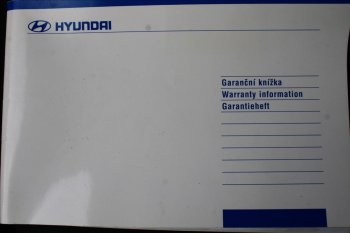 HYUNDAI
Garanční knížka
Warranty information
Garantieheft